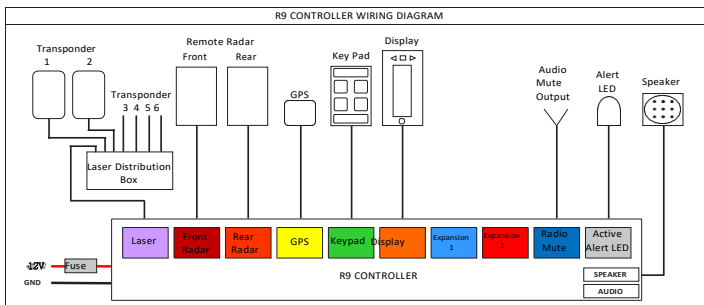 R9 CONTROLLER WIRING DIAGRAM
Transponder
1 2
Remote Radar
Front Rear
Display
Key Pad
GPS
Transponder
3 4 5 6
Audio
Mute
Output
Alert
LED
Speaker
Laser Distribution
Box
Laser
Front
Radar
Rear
Radar
GPS
Keypad
Display
Expansion
1
Expansion
2
Radio
Mute
Active
Alert LED
Fuse
GND
R9 CONTROLLER
SPEAKER
AUDIO